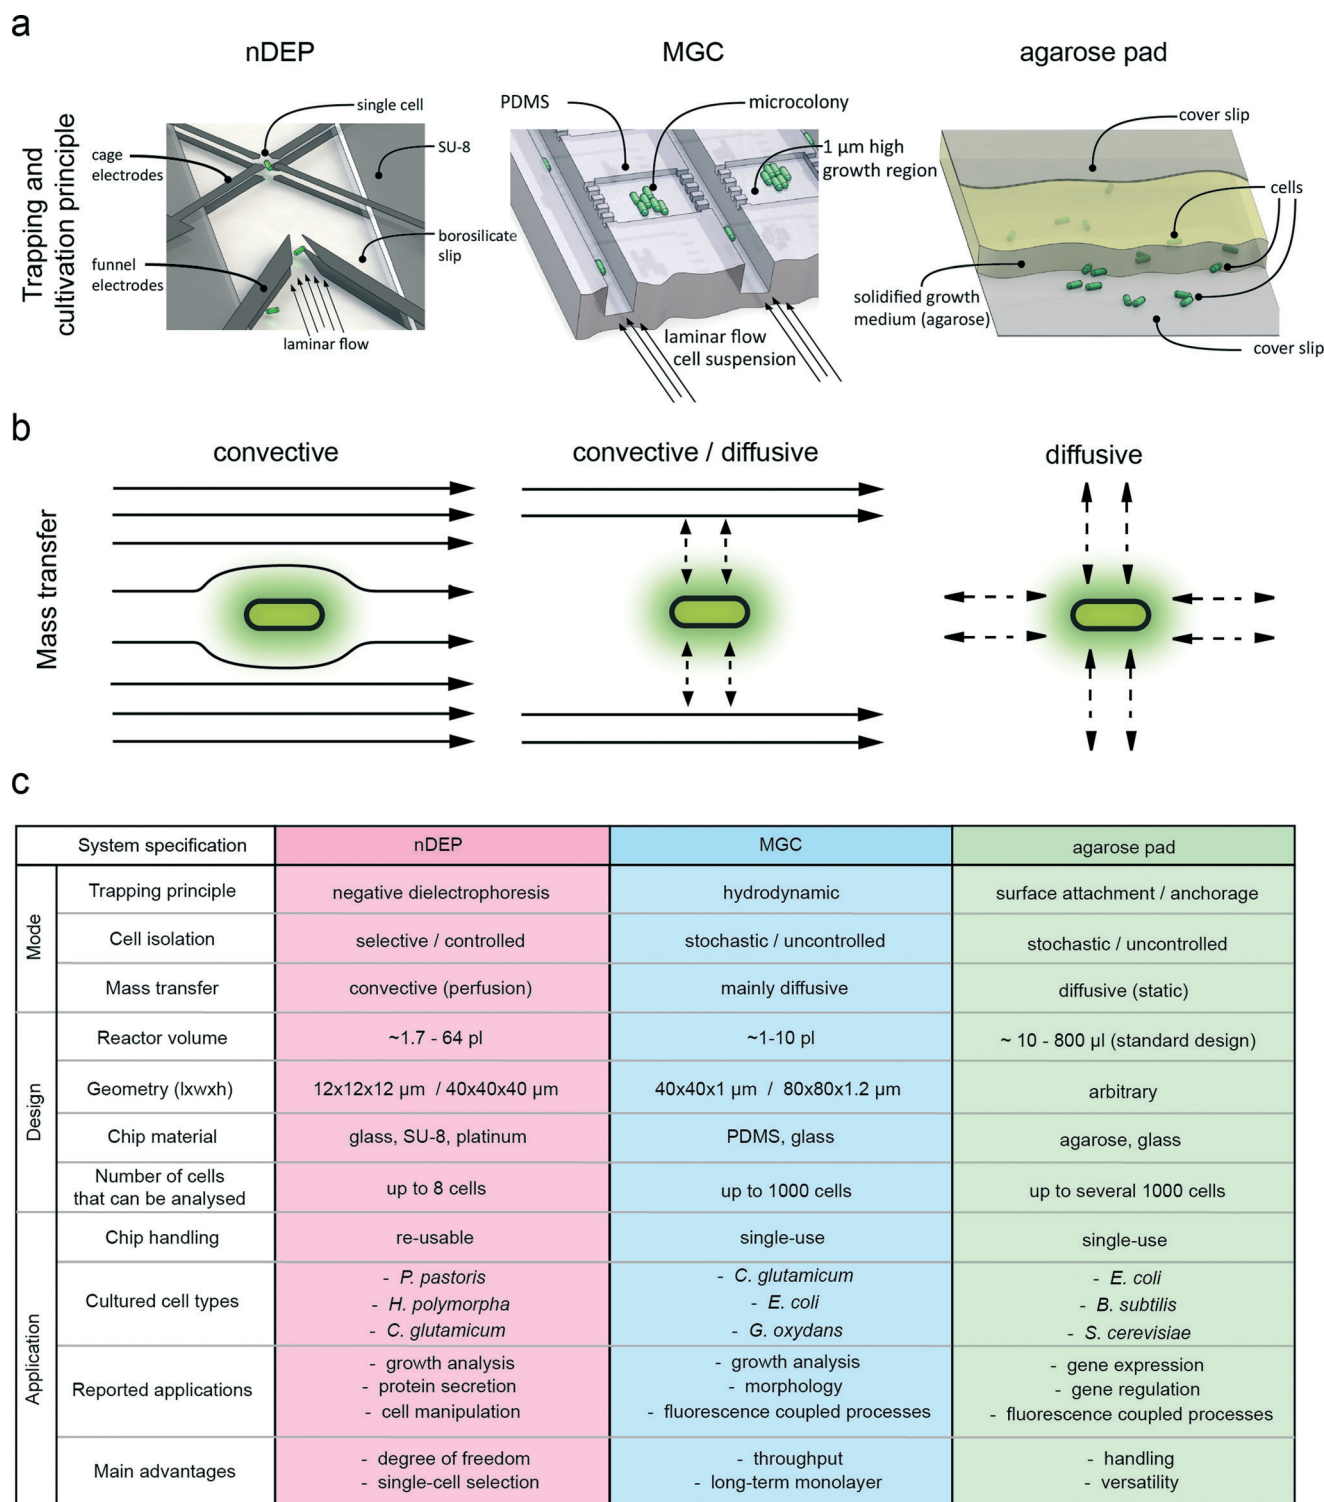 a
nDEP
MGC
agarose pad
Trapping and
cultivation principle
single cell
cage
electrodes
SU-8
borosilicate
slip
funnel
electrodes
laminar flow
PDMS
microcolony
1 µm high
growth region
laminar flow
cell suspension
cover slip
cells
solidified growth
medium (agarose)
cover slip
b
convective
convective / diffusive
diffusive
Mass transfer
c
System specification
nDEP
MGC
agarose pad
Mode
Trapping principle
negative dielectrophoresis
hydrodynamic
surface attachment / anchorage
Cell isolation
selective / controlled
stochastic / uncontrolled
stochastic / uncontrolled
Mass transfer
convective (perfusion)
mainly diffusive
diffusive (static)
Design
Reactor volume
~1.7 - 64 pl
~1-10 pl
~ 10 - 800 µl (standard design)
Geometry (lxwxh)
12x12x12 µm / 40x40x40 µm
40x40x1 µm / 80x80x1.2 µm
arbitrary
Chip material
glass, SU-8, platinum
PDMS, glass
agarose, glass
Number of cells
that can be analysed
up to 8 cells
up to 1000 cells
up to several 1000 cells
Application
Chip handling
re-usable
single-use
single-use
Cultured cell types
- P. pastoris
- H. polymorpha
- C. glutamicum
- C. glutamicum
- E. coli
- G. oxydans
- E. coli
- B. subtilis
- S. cerevisiae
Reported applications
- growth analysis
- protein secretion
- cell manipulation
- growth analysis
- morphology
- fluorescence coupled processes
- gene expression
- gene regulation
- fluorescence coupled processes
Main advantages
- degree of freedom
- single-cell selection
- throughput
- long-term monolayer
- handling
- versatility